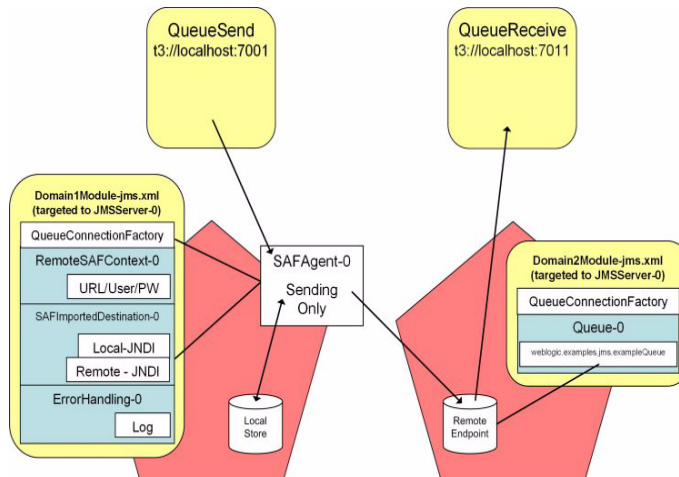 QueueSend
t3://localhost:7001
QueueReceive
t3://localhost:7011
Domain1Module-jms.xml
(targeted to JMSServer-0)
QueueConnectionFactory
RemoteSAFContext-0
URL/User/PW
SAFImportedDestination-0
Local-JNDI
Remote - JNDI
ErrorHandling-0
Log
SAFAgent-0
Sending
Only
Local
Store
Remote
Endpoint
Domain2Module-jms.xml
(targeted to JMSServer-0)
QueueConnectionFactory
Queue-0
weblogic.examples.jms.exampleQueue